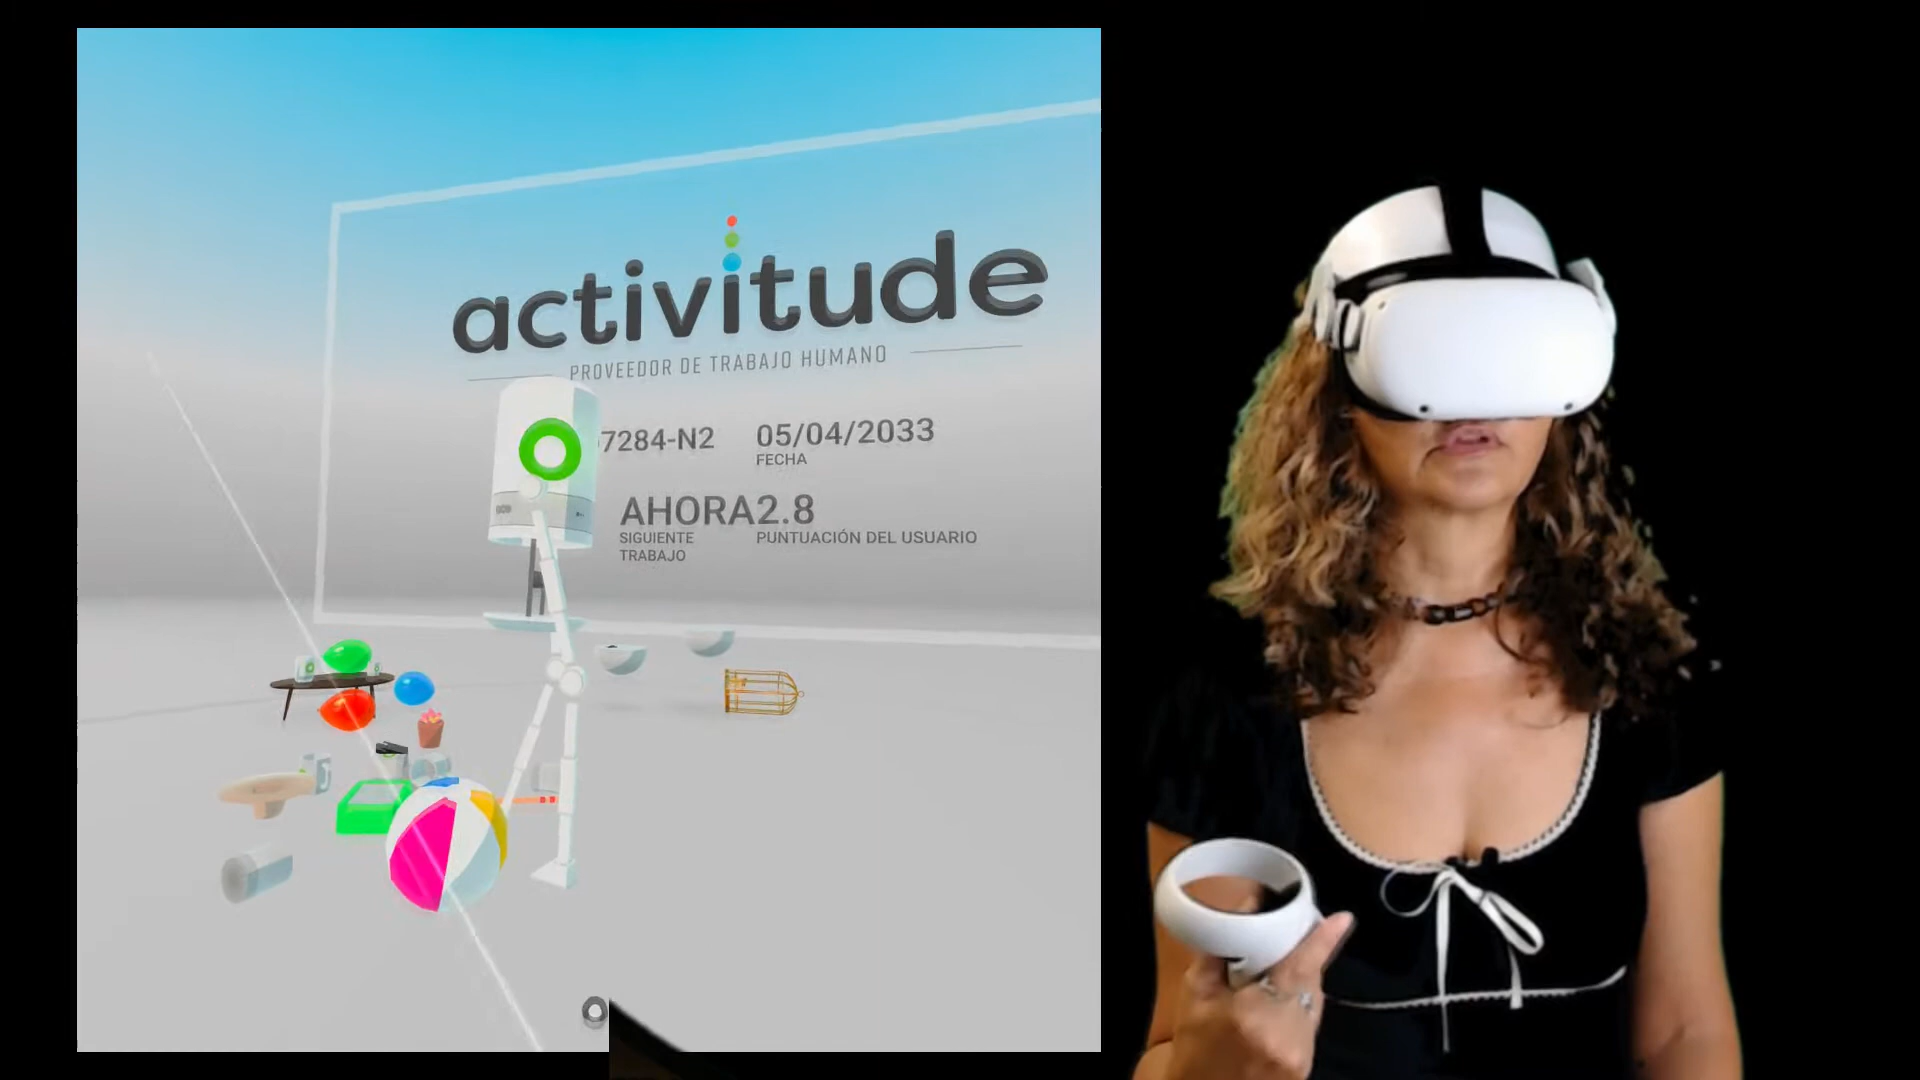 activitude
PROVEEDOR DE TRABAJO HUMANO
7284-N2
05/04/2033
FECHA
AHORA
2.8
SIGUIENTE
TRABAJO
PUNTUACIÓN DEL USUARIO